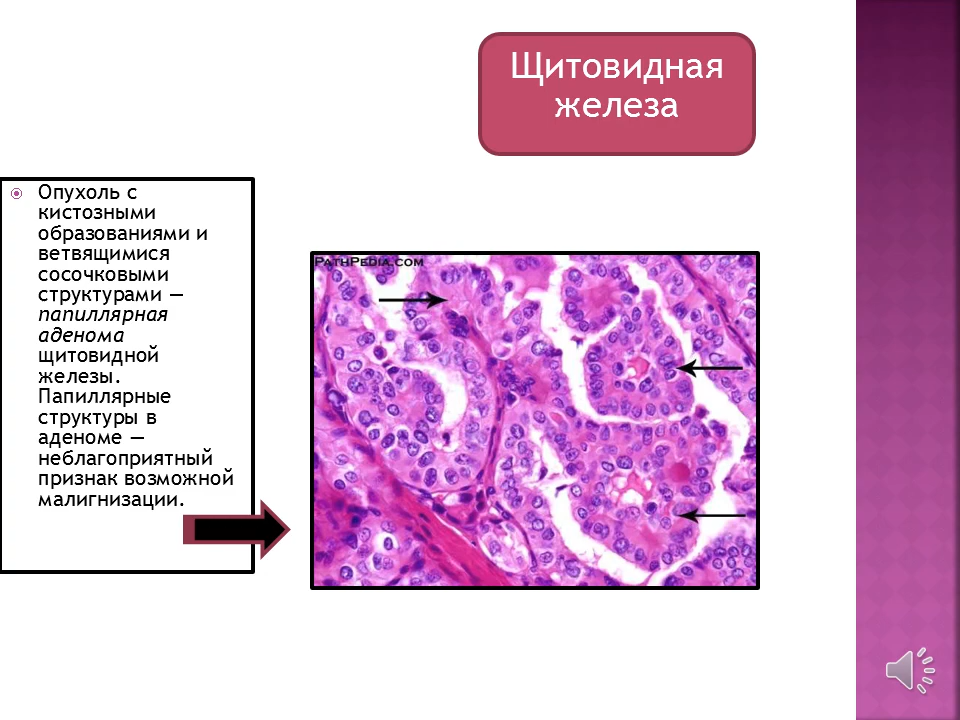 Щитовидная
железа
Опухоль с
кистозными
образованиями и
ветвящимися
сосочковыми
структурами —
папиллярная
аденома
щитовидной
железы.
Папиллярные
структуры в
аденоме —
неблагоприятный
признак возможной
малигнизации.
PathPedia.com